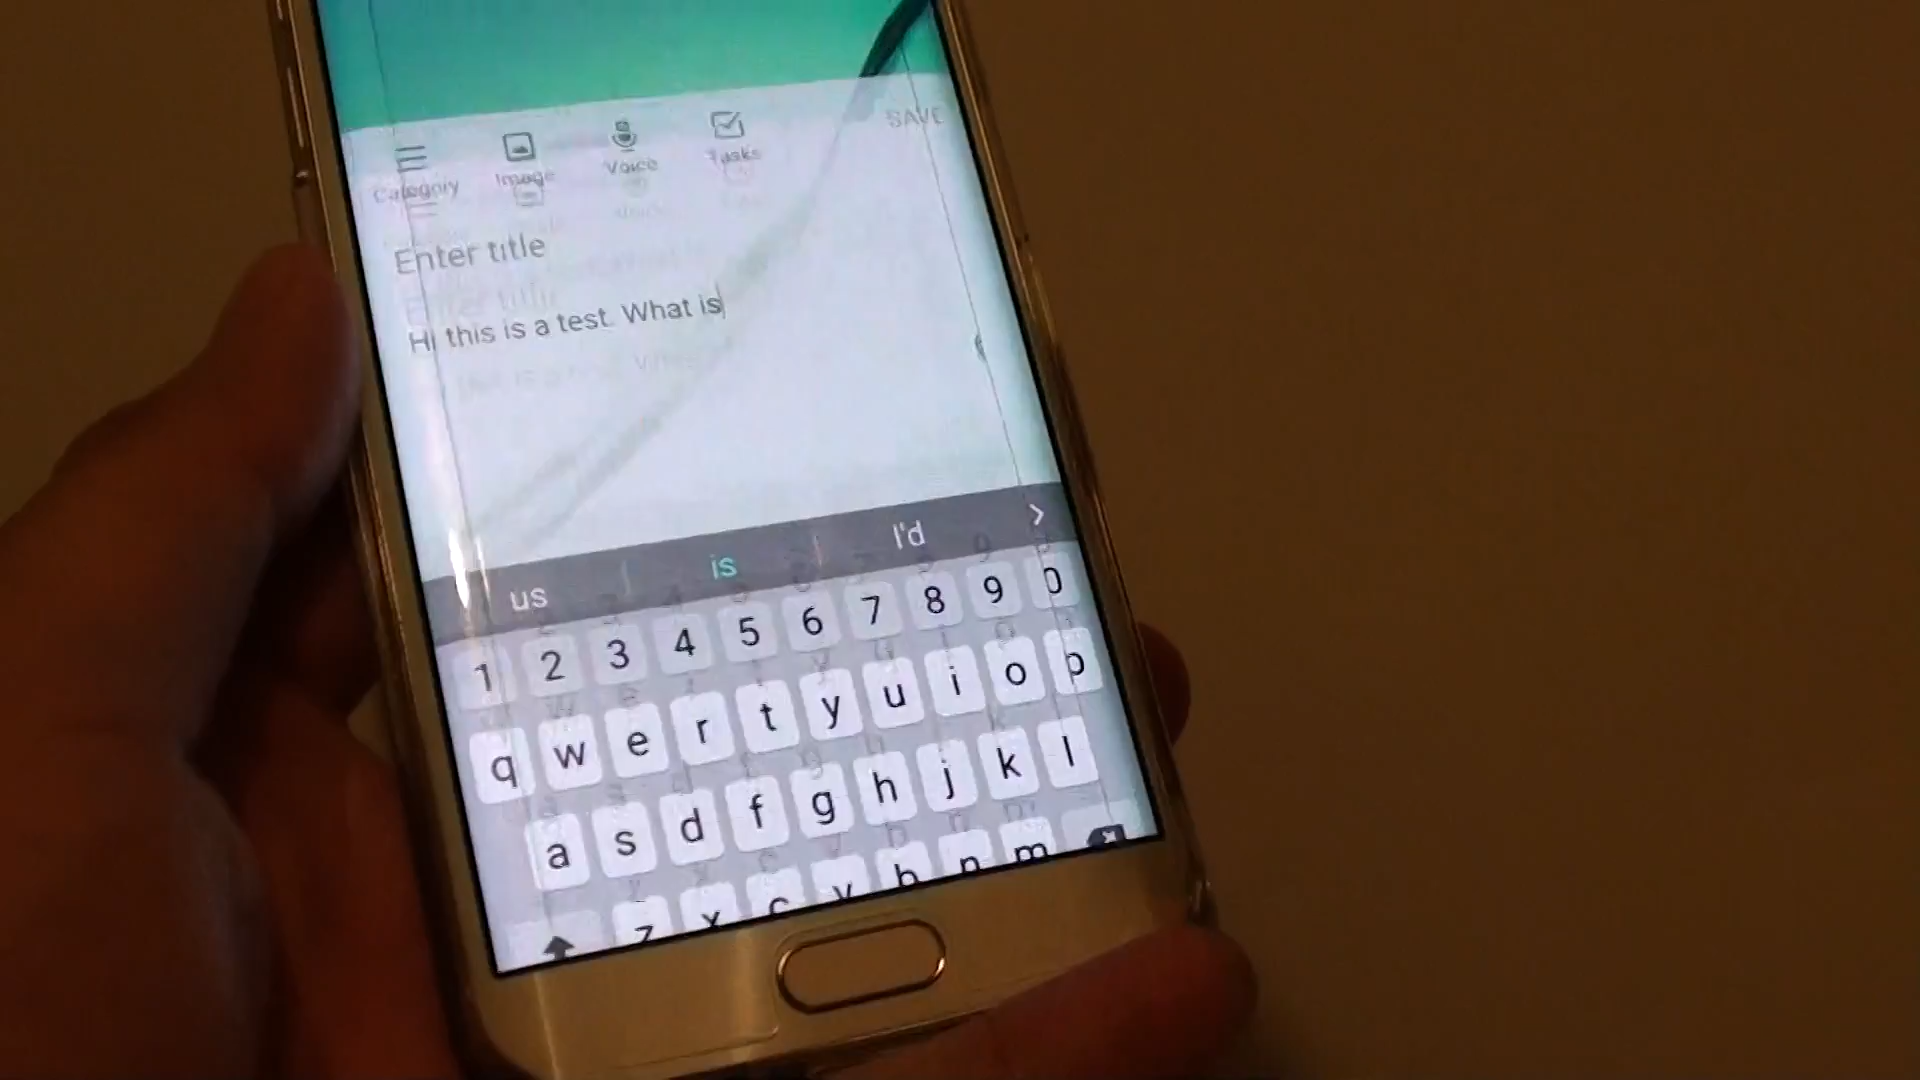 SAVE
Category Image Voice Tasks
Enter title
Hi this is a test. What is
us is I'd >
1 2 3 4 5 6 7 8 9 0
q w e r t y u i o p
a s d f g h j k l
z x c v b n m